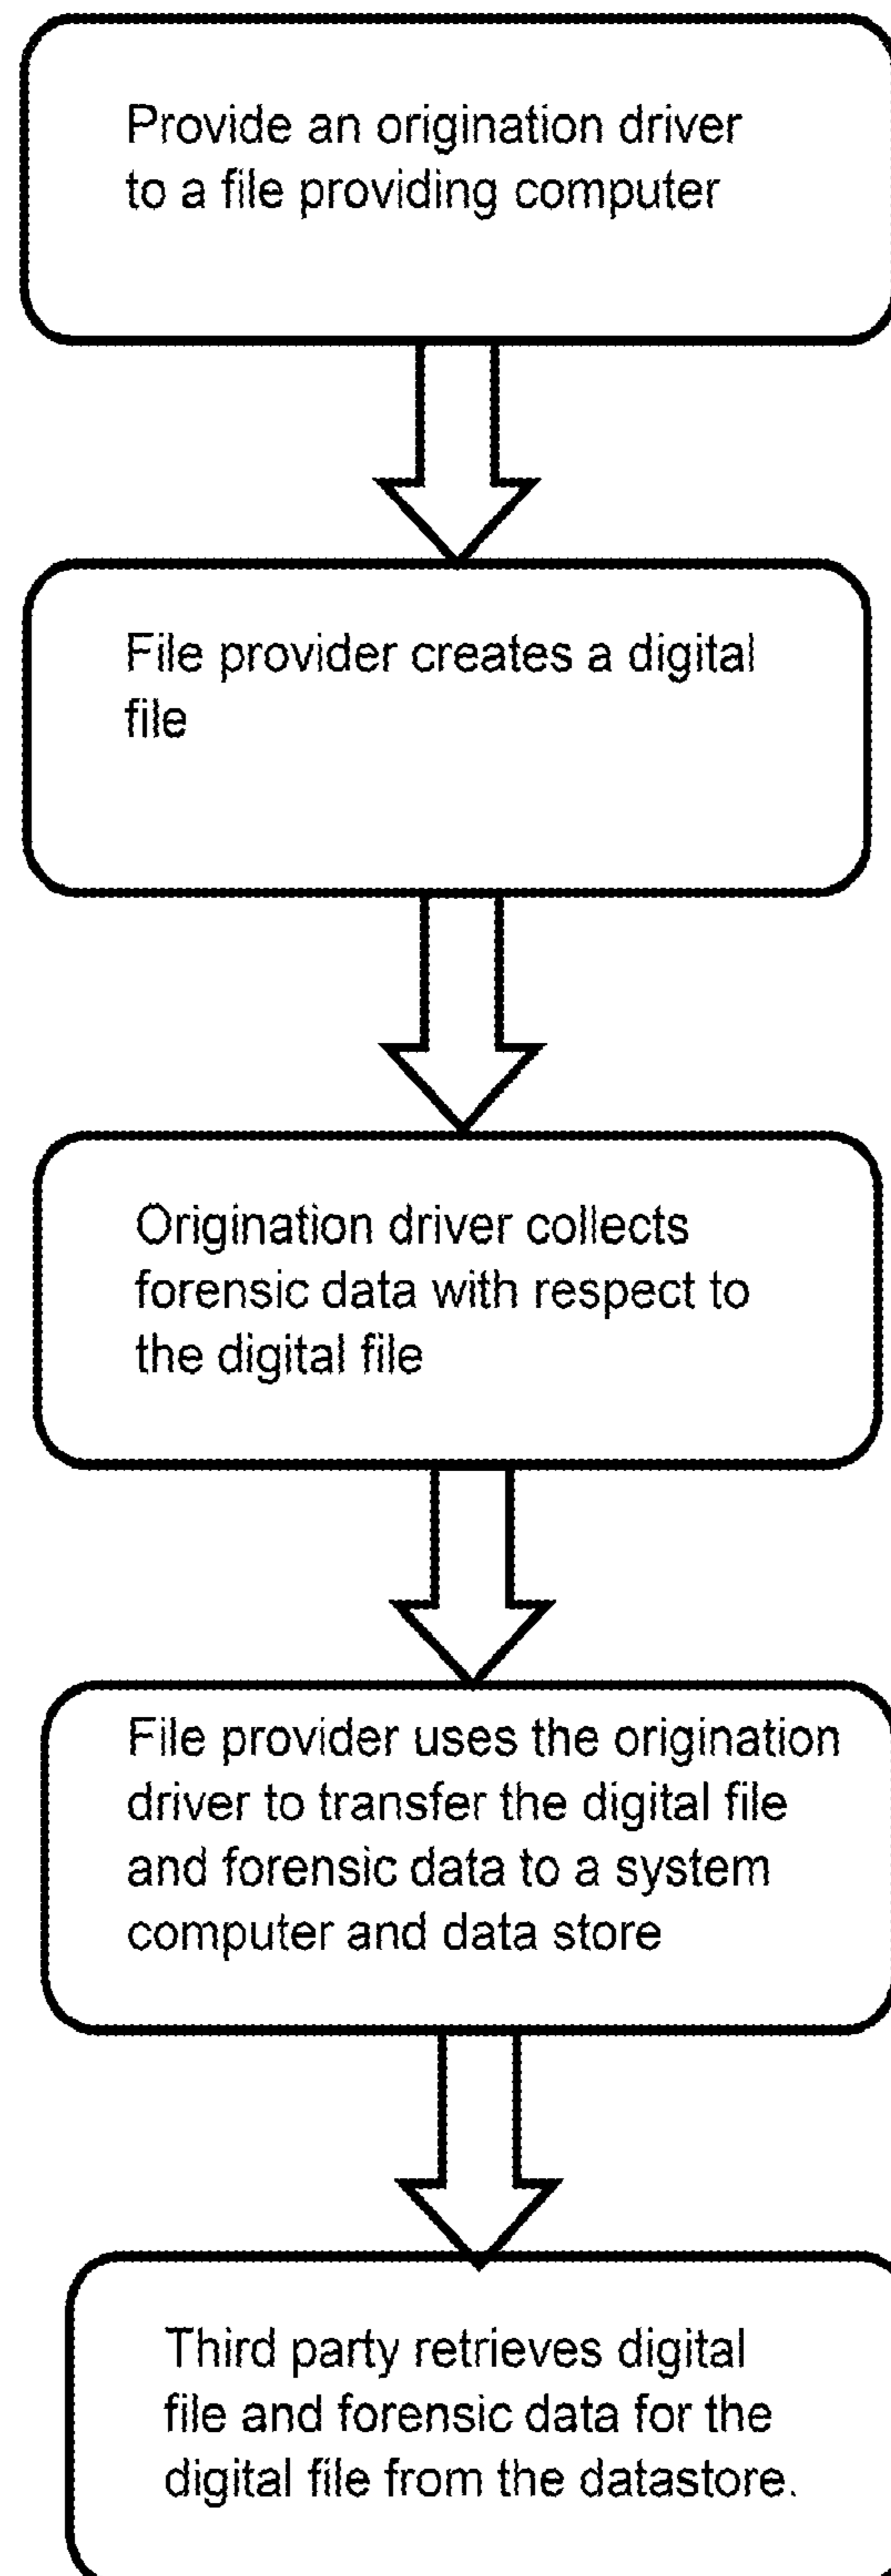 Provide an origination driver
to a file providing computer
File provider creates a digital
file
Origination driver collects
forensic data with respect to
the digital file
File provider uses the origination
driver to transfer the digital file
and forensic data to a system
computer and data store
Third party retrieves digital
file and forensic data for the
digital file from the datastore.